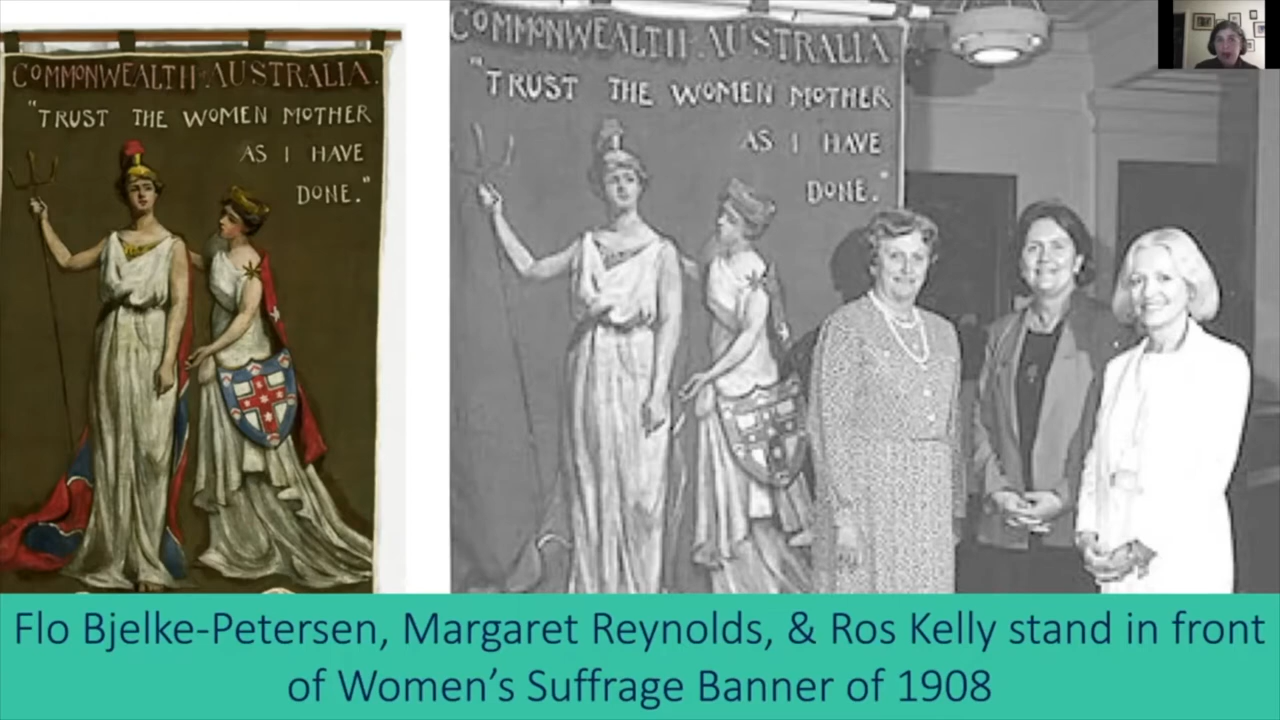 COMMONWEALTH: AUSTRALIA.
"TRUST THE WOMEN MOTHER
AS I HAVE
DONE."
COMMONWEALTH: AUSTRALIA.
"TRUST THE WOMEN MOTHER
AS I HAVE
DONE."
Flo Bjelke-Petersen, Margaret Reynolds, & Ros Kelly stand in front
of Women's Suffrage Banner of 1908